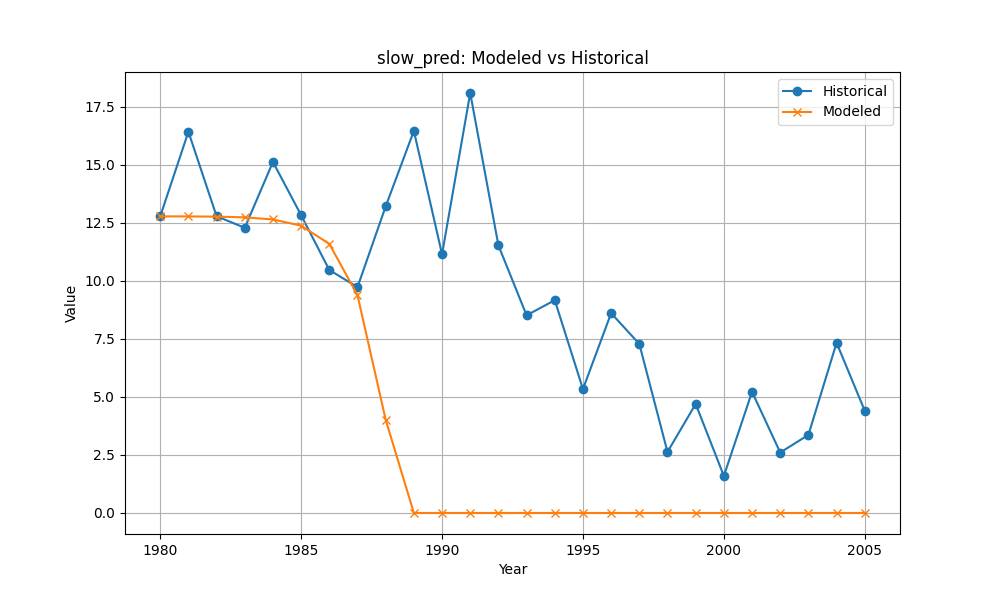 slow_pred: Modeled vs Historical
Historical
Modeled
Value
17.5
15.0
12.5
10.0
7.5
5.0
2.5
0.0
1980 1985 1990 1995 2000 2005
Year